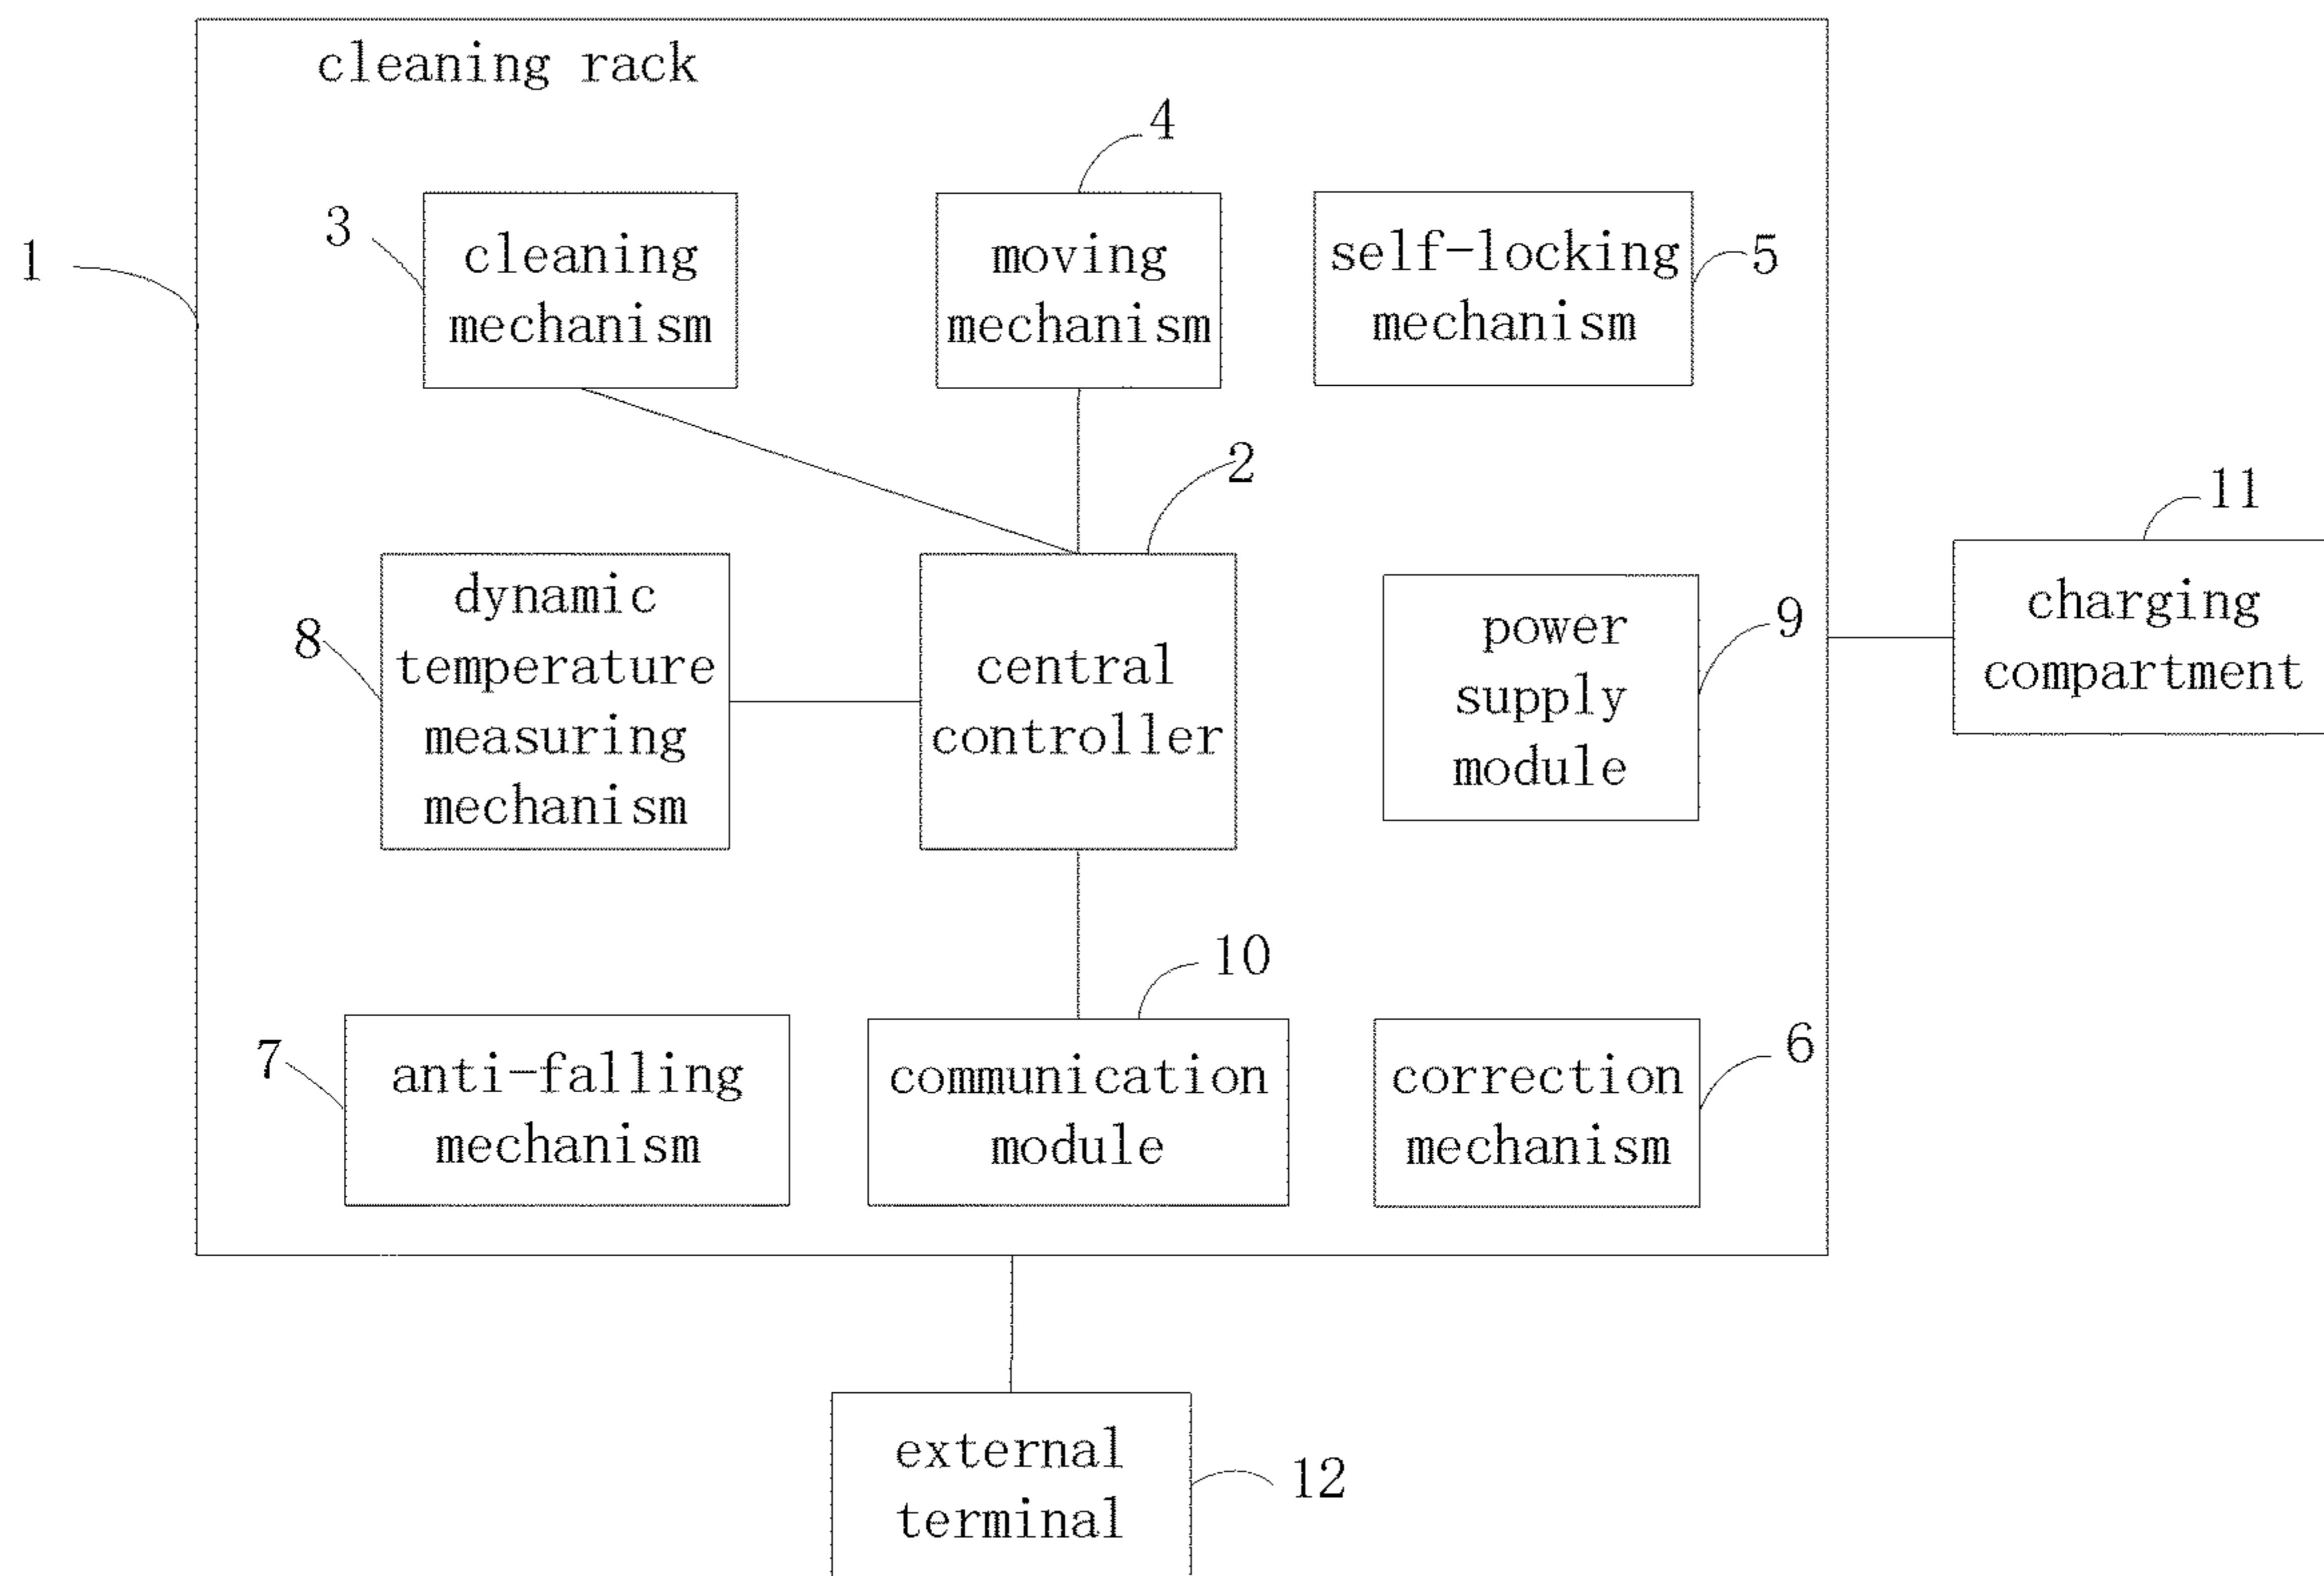 cleaning rack
4
3
cleaning
mechanism
moving
mechanism
self-locking
mechanism
5
1
2
11
8
dynamic
temperature
measuring
mechanism
central
controller
power
supply
module
9
charging
compartment
10
7
anti-falling
mechanism
communication
module
correction
mechanism
6
external
terminal
12